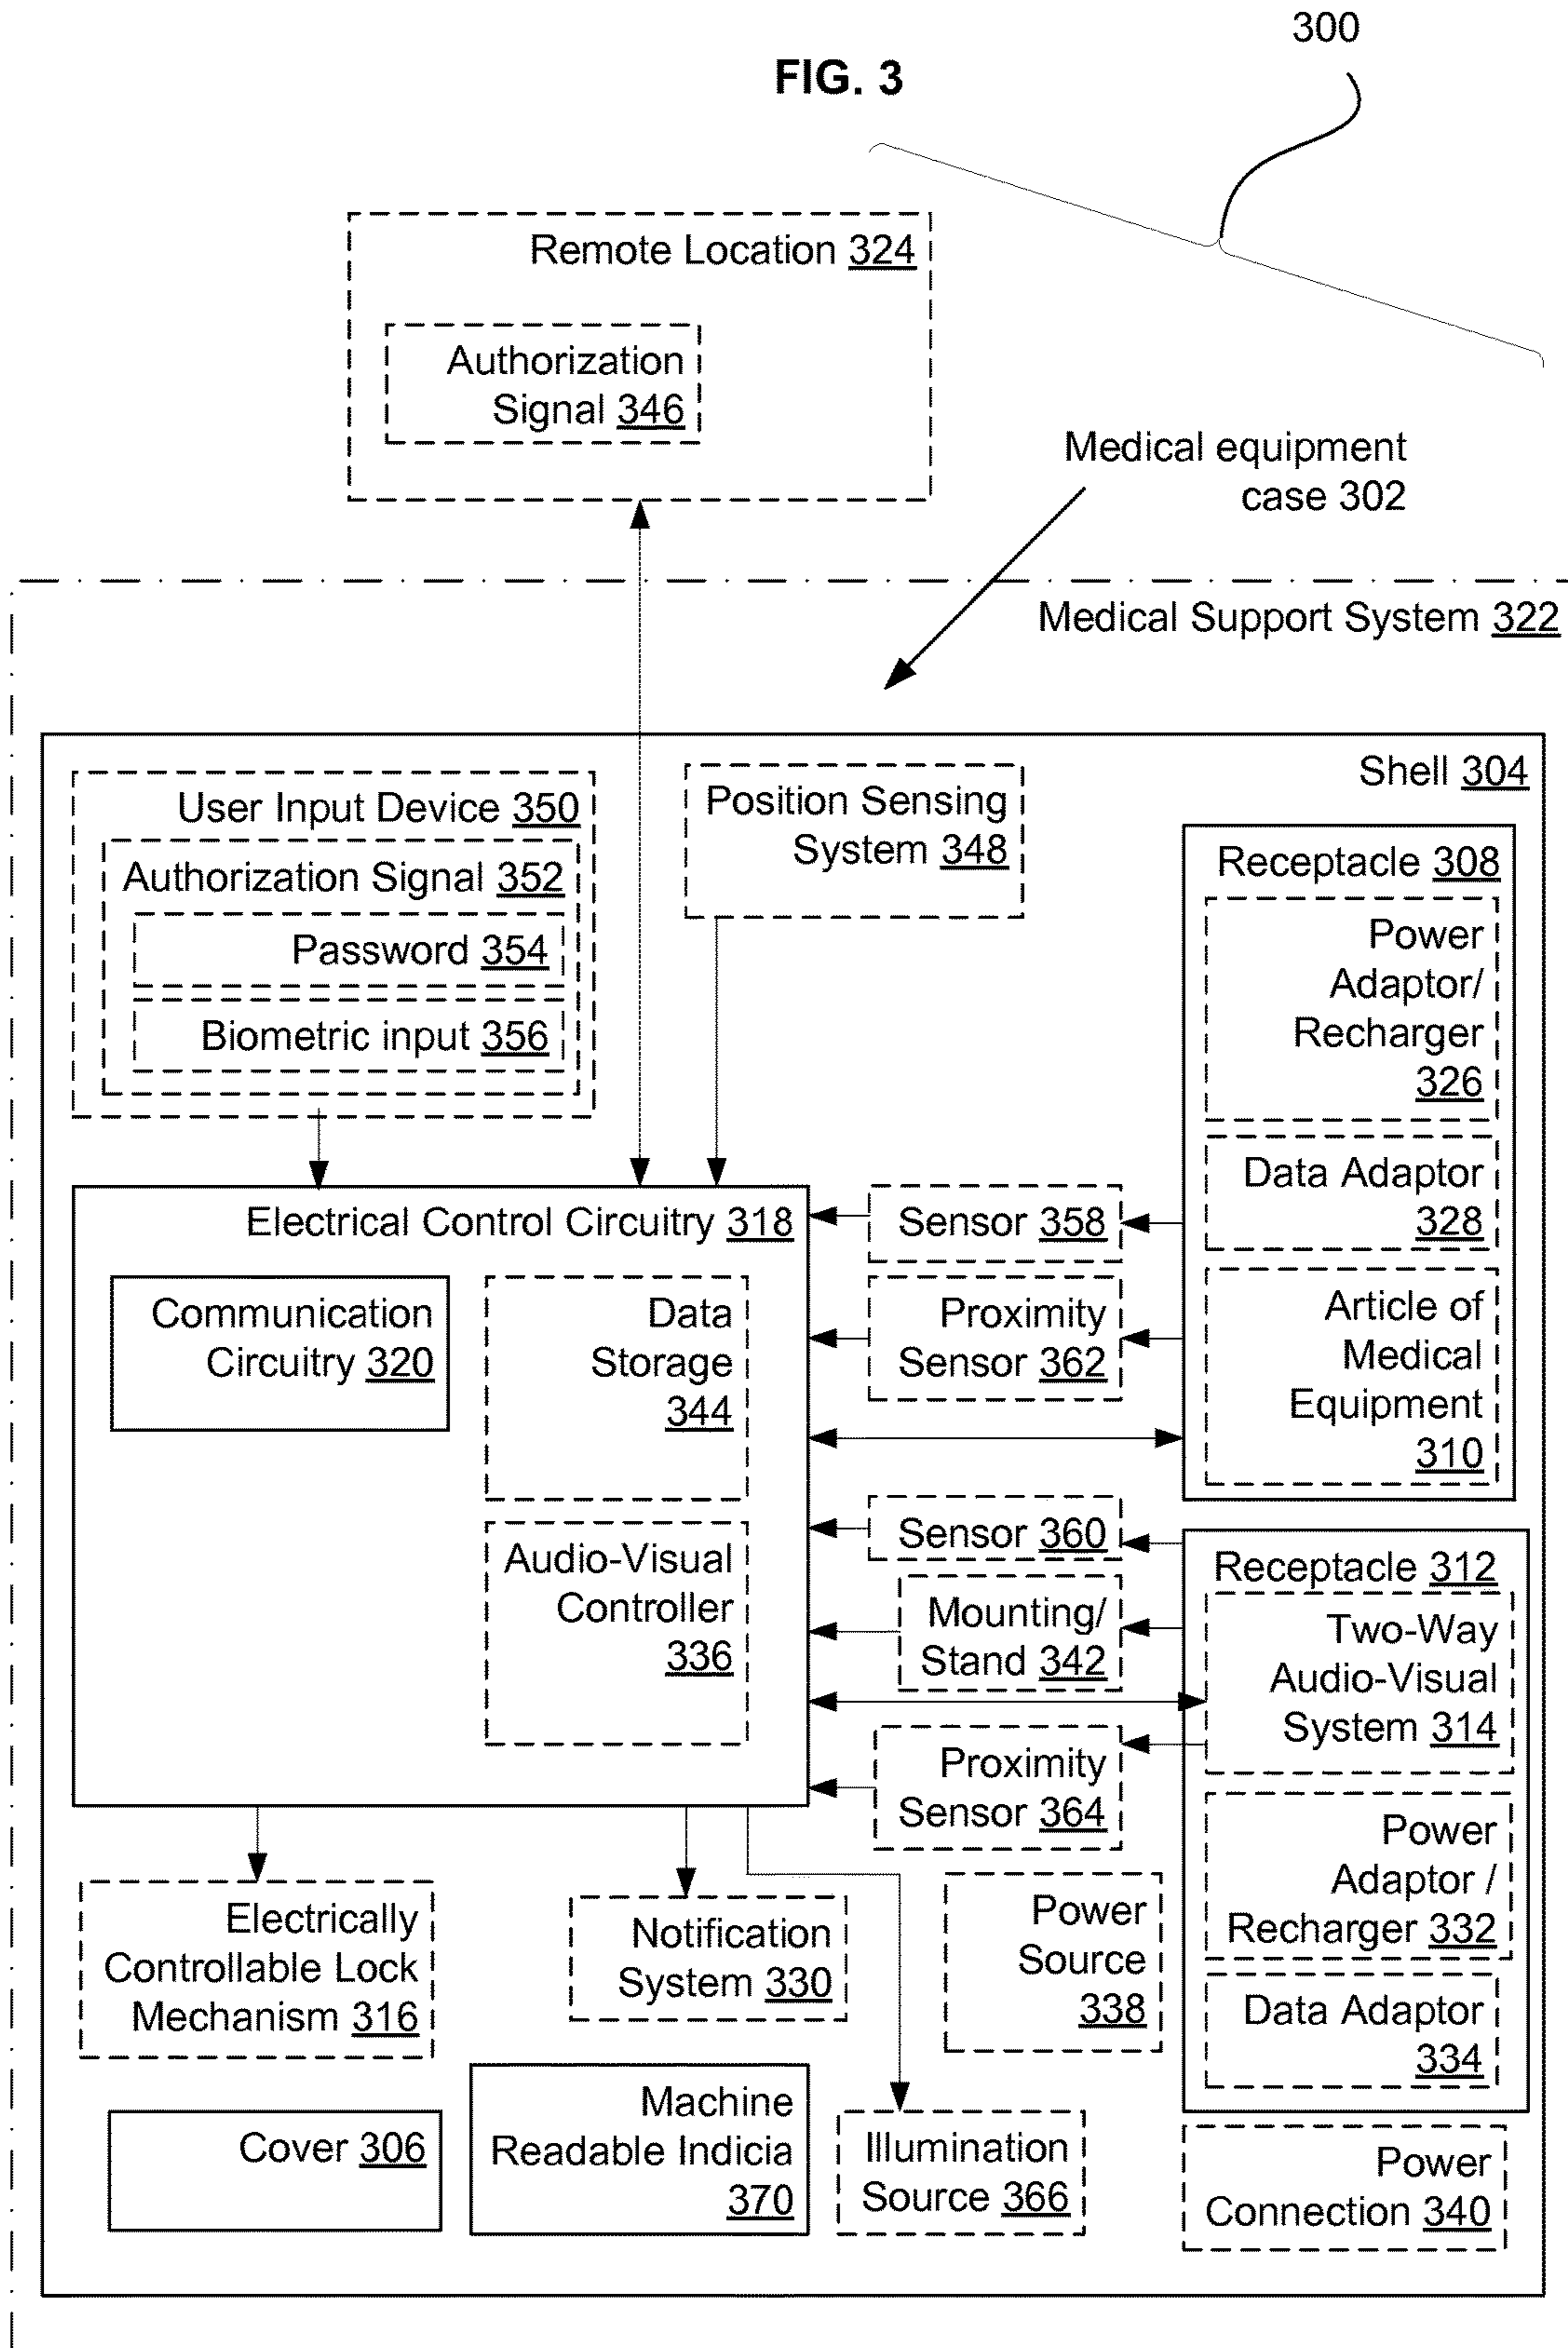 300
FIG. 3
Remote Location 324
Authorization
Signal 346
Medical equipment
case 302
Medical Support System 322
Shell 304
User Input Device 350
Authorization Signal 352
Password 354
Biometric input 356
Position Sensing
System 348
Receptacle 308
Power
Adaptor/
Recharger
326
Data Adaptor
328
Article of
Medical
Equipment
310
Electrical Control Circuitry 318
Communication
Circuitry 320
Data
Storage
344
Audio-Visual
Controller
336
Sensor 358
Proximity
Sensor 362
Sensor 360
Mounting/
Stand 342
Proximity
Sensor 364
Receptacle 312
Two-Way
Audio-Visual
System 314
Power
Adaptor /
Recharger 332
Data Adaptor
334
Electrically
Controllable Lock
Mechanism 316
Notification
System 330
Power
Source
338
Cover 306
Machine
Readable Indicia
370
Illumination
Source 366
Power
Connection 340